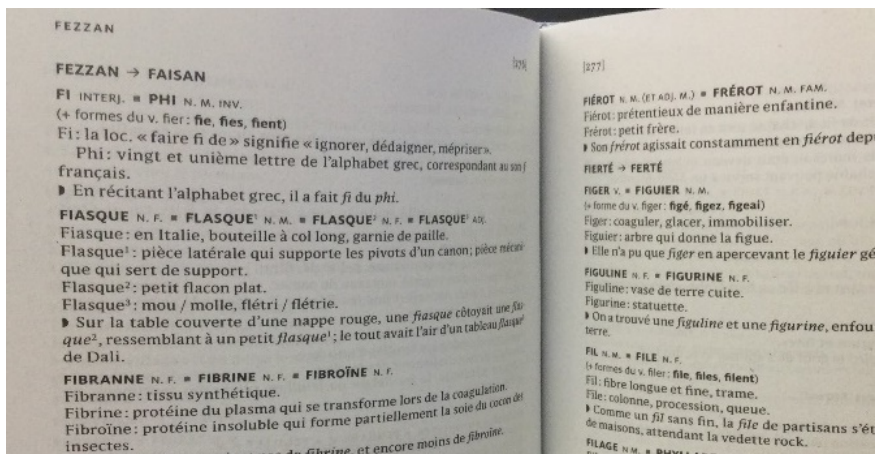 FEZZAN
[276]
FEZZAN → FAISAN
FI INTERJ. ■ PHI N. M. INV.
(+ formes du v. fier : fie, fies, fient)
Fi : la loc. « faire fi de » signifie « ignorer, dédaigner, mépriser ».
Phi : vingt et unième lettre de l'alphabet grec, correspondant au son f
français.
◗ En récitant l'alphabet grec, il a fait fi du phi.
FIASQUE N. F. ■ FLASQUE¹ N. M. ■ FLASQUE² N. F. ■ FLASQUE³ ADJ.
Fiasque : en Italie, bouteille à col long, garnie de paille.
Flasque¹ : pièce latérale qui supporte les pivots d'un canon ; pièce
que qui sert de support.
Flasque² : petit flacon plat.
Flasque³ : mou / molle, flétri / flétrie.
◗ Sur la table couverte d'une nappe rouge, une fiasque côtoyait une
que², ressemblant à un petit flasque¹ ; le tout avait l'air d'un tableau flasque³
de Dali.
FIBRANNE N. F. ■ FIBRINE N. F. ■ FIBROÏNE N. F.
Fibranne : tissu synthétique.
Fibrine : protéine du plasma qui se transforme lors de la coagulation.
Fibroïne : protéine insoluble qui forme partiellement la soie du cocon des
insectes.
de fibrine, et encore moins de fibroïne.
[277]
FIÉROT N. M. (ET ADJ. M.) ■ FRÉROT N. M. FAM.
Fiérot : prétentieux de manière enfantine.
Frérot : petit frère.
◗ Son frérot agissait constamment en fiérot
FIERTÉ → FERTÉ
FIGER V. ■ FIGUIER N. M.
(+ forme du v. figer : figé, figez, figeai)
Figer : coaguler, glacer, immobiliser.
Figuier : arbre qui donne la figue.
◗ Elle n'a pu que figer en apercevant le figuier
FIGULINE N. F. ■ FIGURINE N. F.
Figuline : vase de terre cuite.
Figurine : statuette.
◗ On a trouvé une figuline et une figurine,
terre.
FIL N. M. ■ FILE N. F.
(+ formes du v. filer : file, files, filent)
Fil : fibre longue et fine, trame.
File : colonne, procession, queue.
◗ Comme un fil sans fin, la file de partisans
de maisons, attendant la vedette rock.
FILAGE N. M. ■